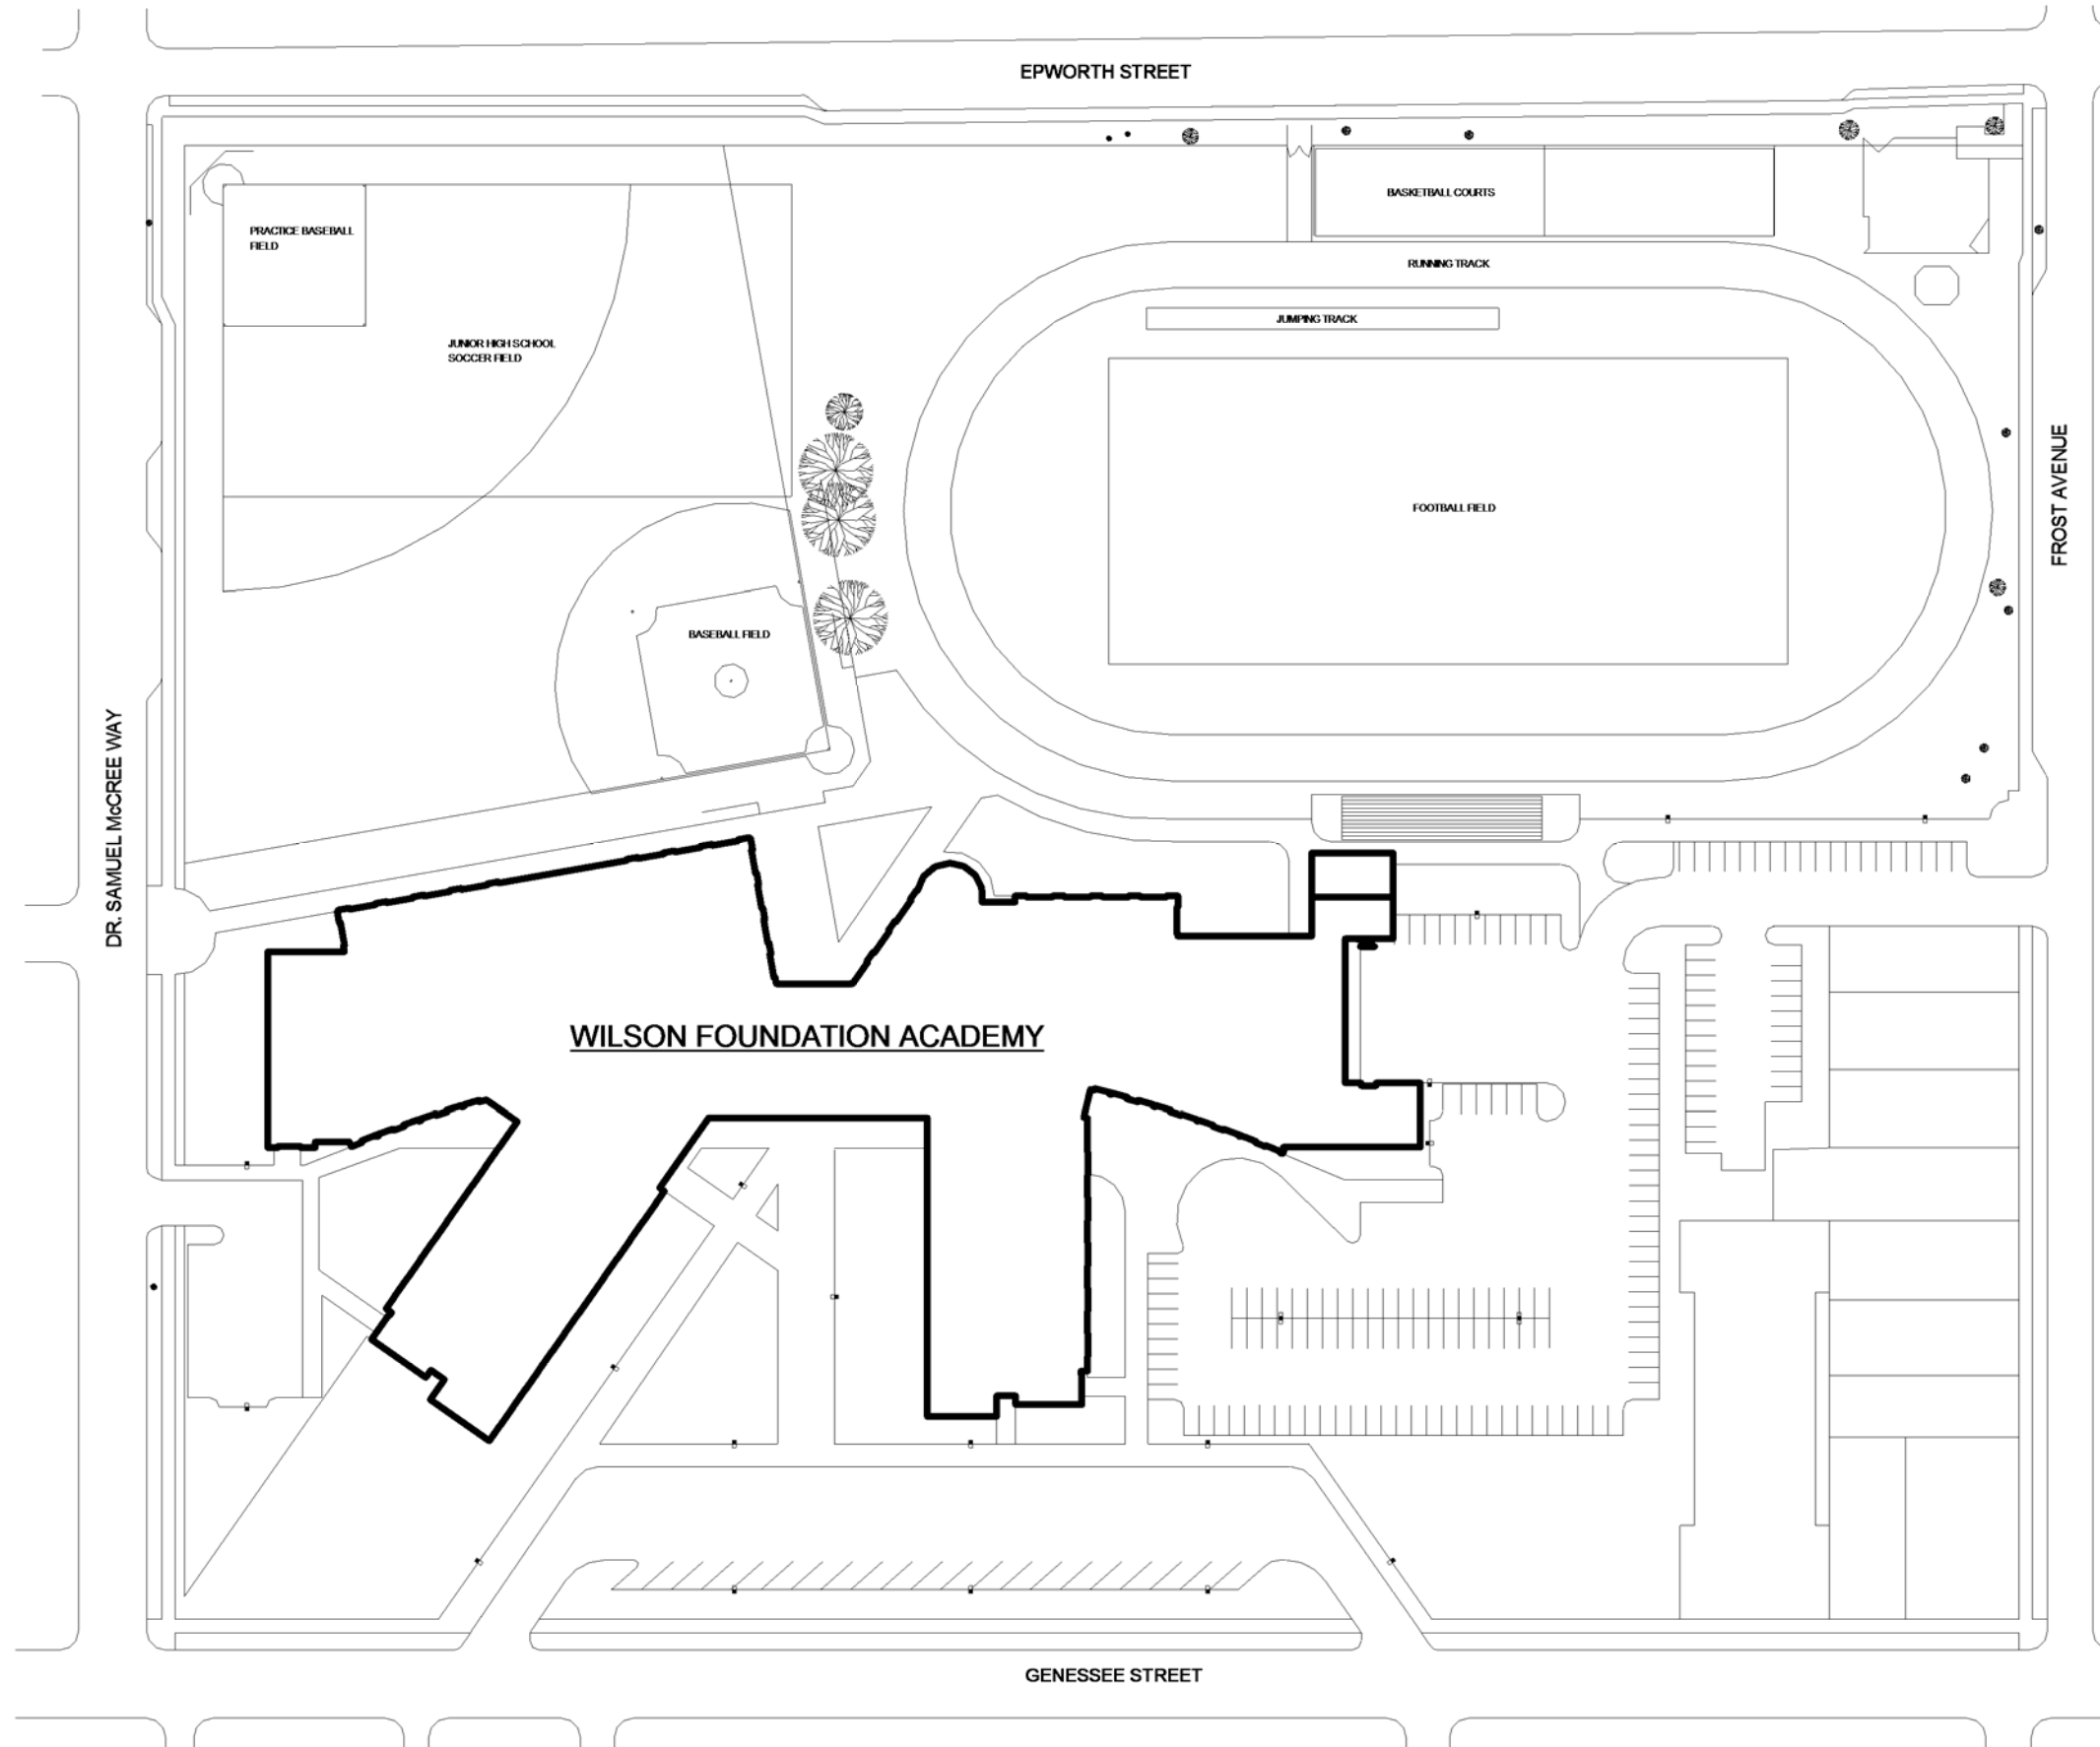 EPWORTH STREET
BASKETBALL COURTS
PRACTICE BASEBALL
FIELD
RUNNING TRACK
JUMPING TRACK
JUNIOR HIGH SCHOOL
SOCCER FIELD
FOOTBALL FIELD
FROST AVENUE
BASEBALL FIELD
DR. SAMUEL McCREE WAY
WILSON FOUNDATION ACADEMY
GENESSEE STREET